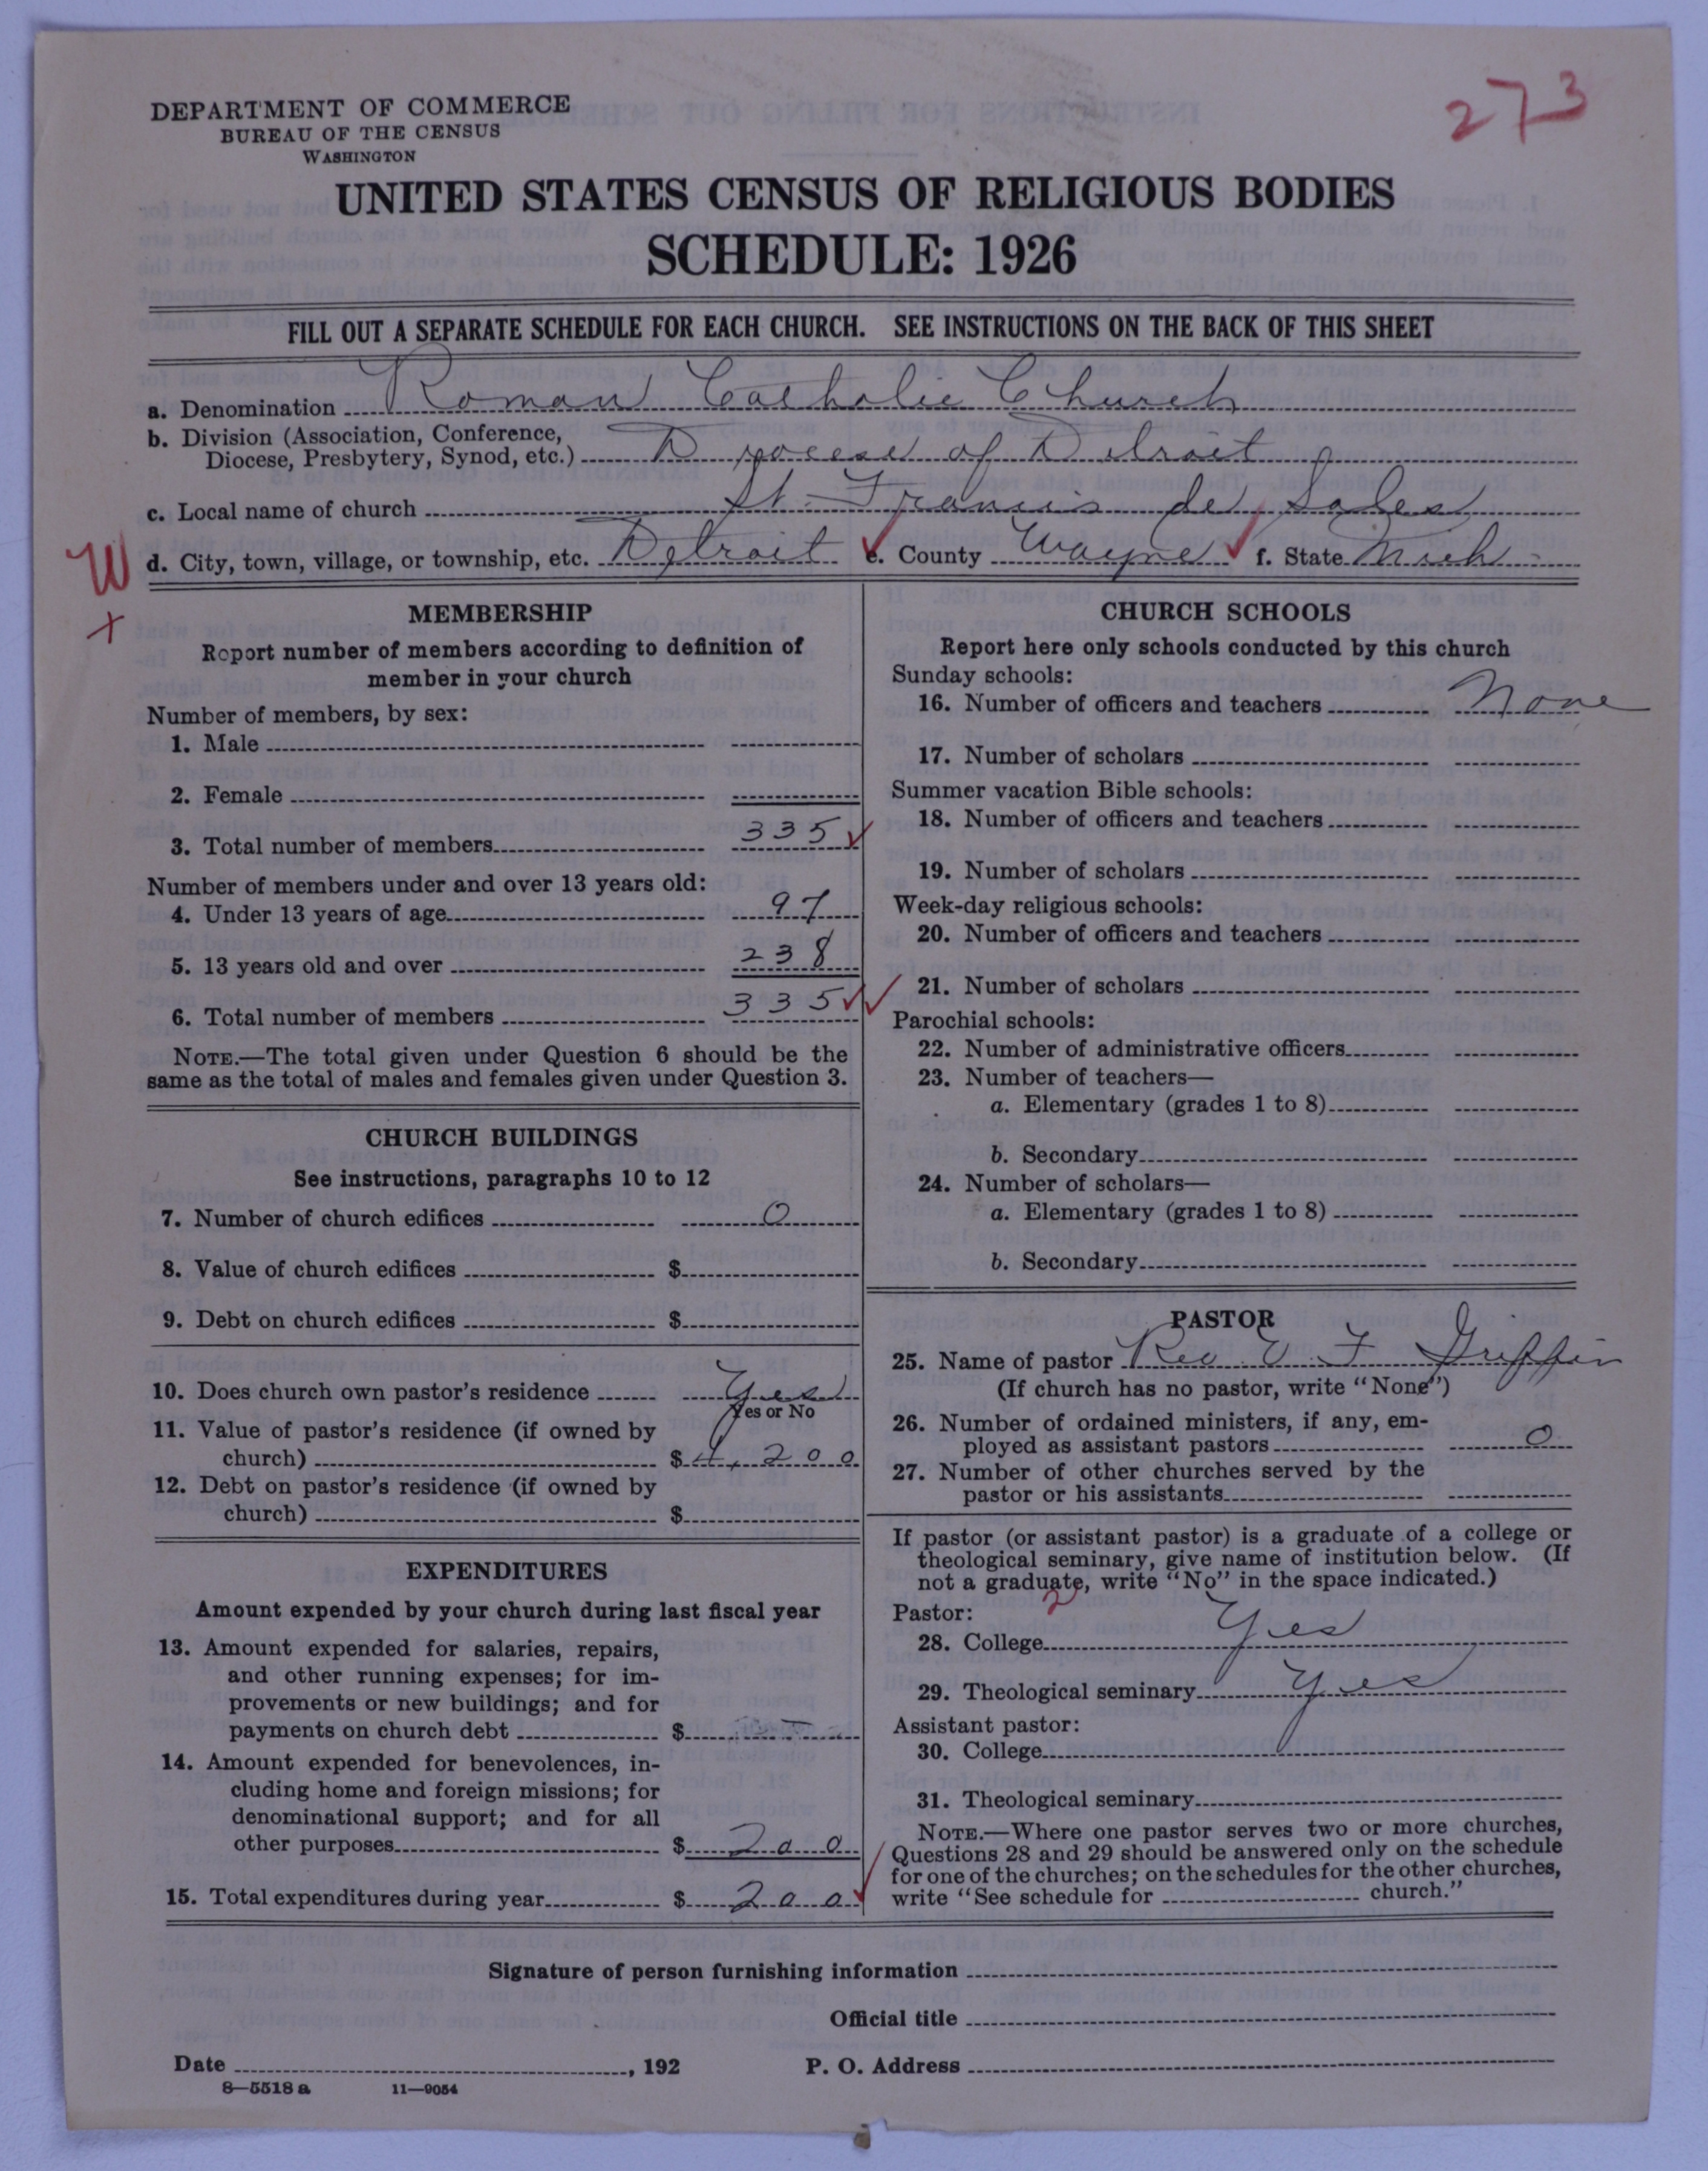 273
DEPARTMENT OF COMMERCE
BUREAU OF THE CENSUS
WASHINGTON
UNITED STATES CENSUS OF RELIGIOUS BODIES
SCHEDULE: 1926
FILL OUT A SEPARATE SCHEDULE FOR EACH CHURCH. SEE INSTRUCTIONS ON THE BACK OF THIS SHEET
a. Denomination Roman Catholic Church
b. Division (Association, Conference,
Diocese, Presbytery, Synod, etc.) Diocese of Detroit
c. Local name of church St. Francis de Sales
W d. City, town, village, or township, etc. Detroit e. County Wayne f. State Mich
x
MEMBERSHIP
Report number of members according to definition of
member in your church
Number of members, by sex:
1. Male
2. Female
3. Total number of members 335
Number of members under and over 13 years old:
4. Under 13 years of age 97
5. 13 years old and over 238
6. Total number of members 335
NOTE.—The total given under Question 6 should be the
same as the total of males and females given under Question 3.
CHURCH BUILDINGS
See instructions, paragraphs 10 to 12
7. Number of church edifices 0
8. Value of church edifices $
9. Debt on church edifices $
10. Does church own pastor's residence Yes
Yes or No
11. Value of pastor's residence (if owned by
church) $ 4,200
12. Debt on pastor's residence (if owned by
church) $
EXPENDITURES
Amount expended by your church during last fiscal year
13. Amount expended for salaries, repairs,
and other running expenses; for im-
provements or new buildings; and for
payments on church debt $
14. Amount expended for benevolences, in-
cluding home and foreign missions; for
denominational support; and for all
other purposes $ 200
15. Total expenditures during year $ 200
CHURCH SCHOOLS
Report here only schools conducted by this church
Sunday schools:
16. Number of officers and teachers None
17. Number of scholars
Summer vacation Bible schools:
18. Number of officers and teachers
19. Number of scholars
Week-day religious schools:
20. Number of officers and teachers
21. Number of scholars
Parochial schools:
22. Number of administrative officers
23. Number of teachers—
a. Elementary (grades 1 to 8)
b. Secondary
24. Number of scholars—
a. Elementary (grades 1 to 8)
b. Secondary
PASTOR
25. Name of pastor Rev. F Griffin
(If church has no pastor, write "None")
26. Number of ordained ministers, if any, em-
ployed as assistant pastors 0
27. Number of other churches served by the
pastor or his assistants
If pastor (or assistant pastor) is a graduate of a college or
theological seminary, give name of institution below. (If
not a graduate, write "No" in the space indicated.)
Pastor: 2
28. College Yes
29. Theological seminary Yes
Assistant pastor:
30. College
31. Theological seminary
NOTE.—Where one pastor serves two or more churches,
Questions 28 and 29 should be answered only on the schedule
for one of the churches; on the schedules for the other churches,
write "See schedule for church."
Signature of person furnishing information
Official title
Date , 192 P. O. Address
8—5518 a 11—9054